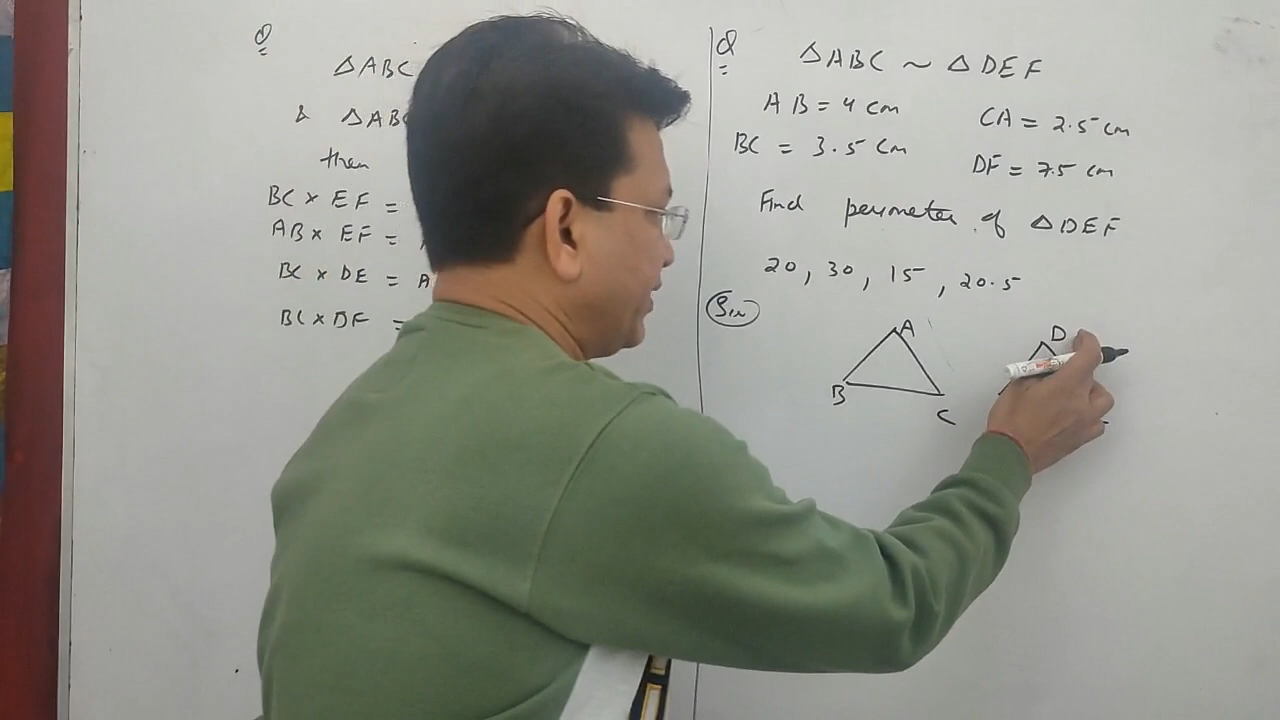 Q
△ABC
& △ABC
then
BC × EF =
AB × EF =
BC × DE = A
BC × DF =
Q
△ABC ~ △DEF
AB = 4 cm
CA = 2.5 cm
BC = 3.5 cm
DF = 7.5 cm
Find perimeter of △DEF
20, 30, 15, 20.5
Sin
A
D
B
C